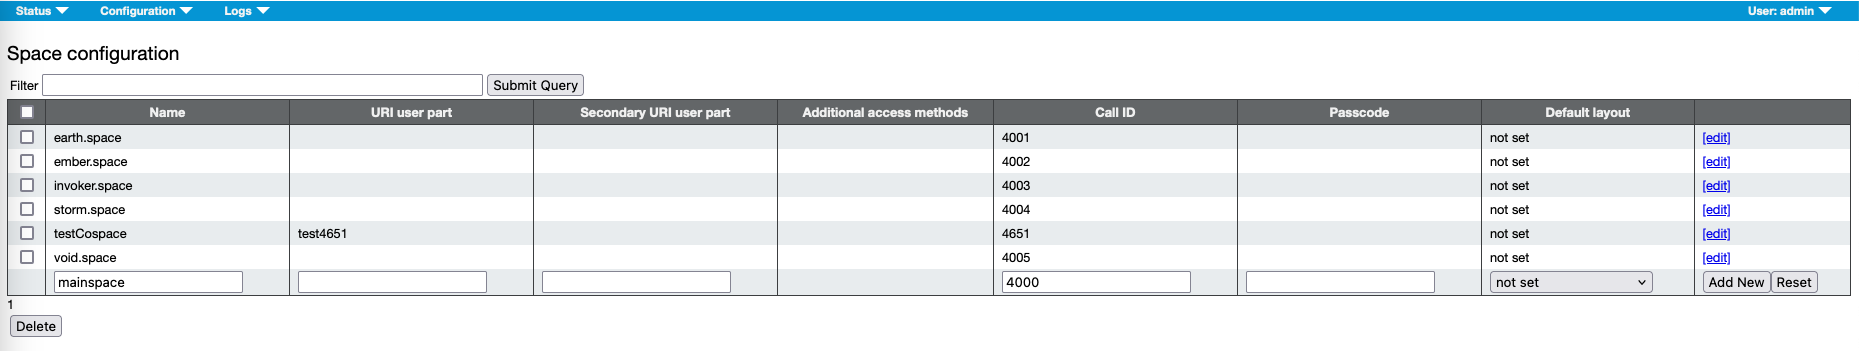 Status Configuration Logs User: admin
Space configuration
Filter Submit Query
Name URI user part Secondary URI user part Additional access methods Call ID Passcode Default layout
earth.space 4001 not set [edit]
ember.space 4002 not set [edit]
invoker.space 4003 not set [edit]
storm.space 4004 not set [edit]
testCospace test4651 4651 not set [edit]
void.space 4005 not set [edit]
mainspace 4000 not set Add New Reset
1
Delete